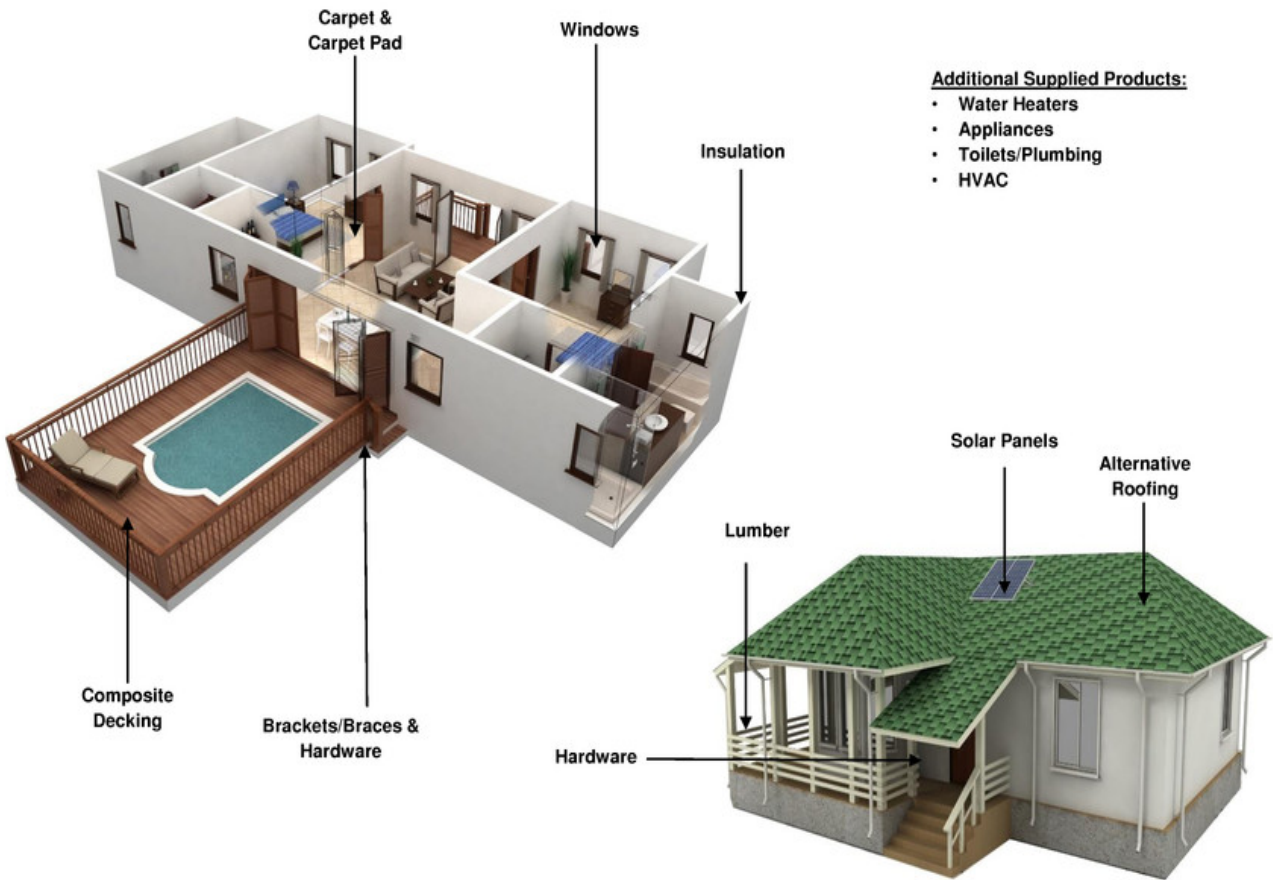 Carpet &
Carpet Pad
Windows
Additional Supplied Products:
• Water Heaters
• Appliances
• Toilets/Plumbing
• HVAC
Insulation
Solar Panels
Alternative
Roofing
Lumber
Composite
Decking
Brackets/Braces &
Hardware
Hardware